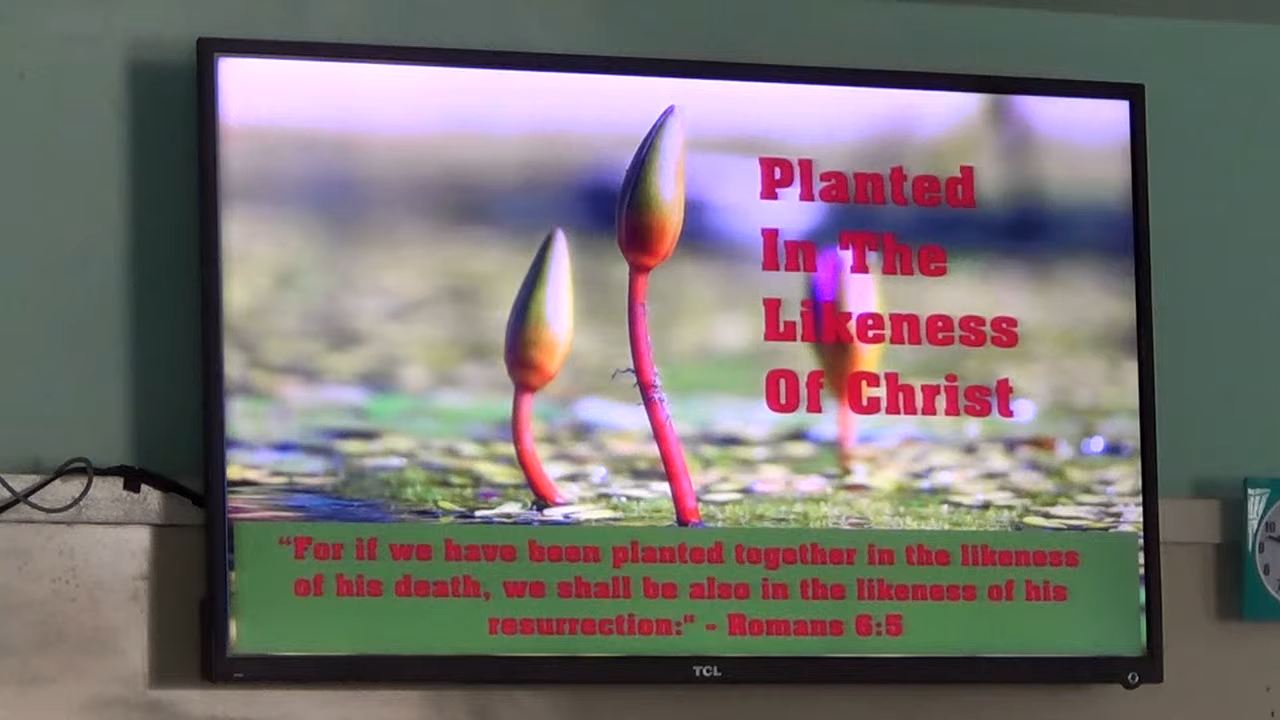 Planted
In The
Likeness
Of Christ
“For if we have been planted together in the likeness
of his death, we shall be also in the likeness of his
resurrection:" - Romans 6:5
TCL